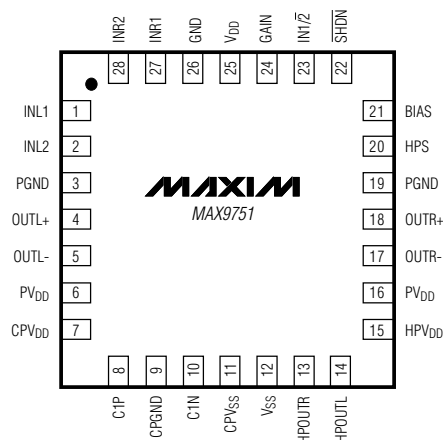 INR2
INR1
GND
VDD
GAIN
IN1/2̅
S̅H̅D̅N̅
28
27
26
25
24
23
22
INL1 1
INL2 2
PGND 3
OUTL+ 4
OUTL- 5
PVDD 6
CPVDD 7
MAXIM
MAX9751
21 BIAS
20 HPS
19 PGND
18 OUTR+
17 OUTR-
16 PVDD
15 HPVDD
8
9
10
11
12
13
14
C1P
CPGND
C1N
CPVSS
VSS
HPOUTR
HPOUTL